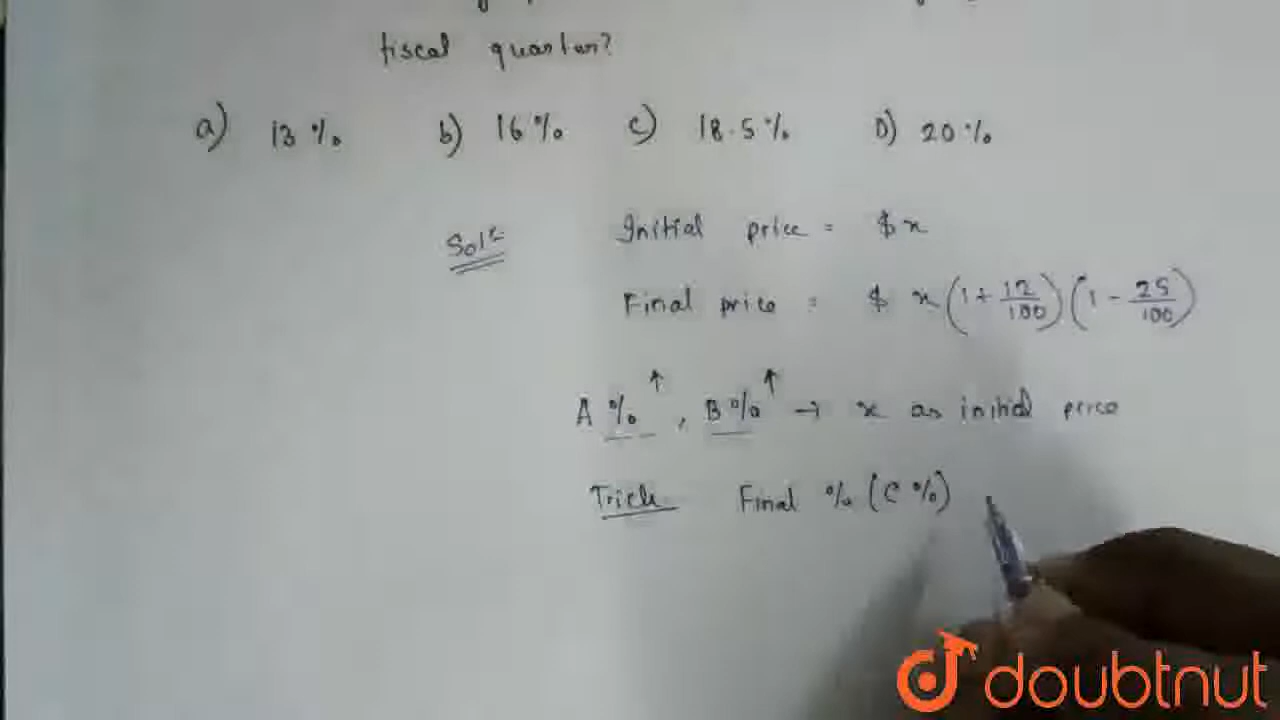 fiscal quarter?
a) 13 % b) 16 % c) 18.5 % D) 20 %
Solⁿ Initial price = $ x
Final price = $ x (1 + 12/100) (1 - 25/100)
A % ↑ , B % ↑ → x as initial price
Trick Final % (C %)
doubtnut